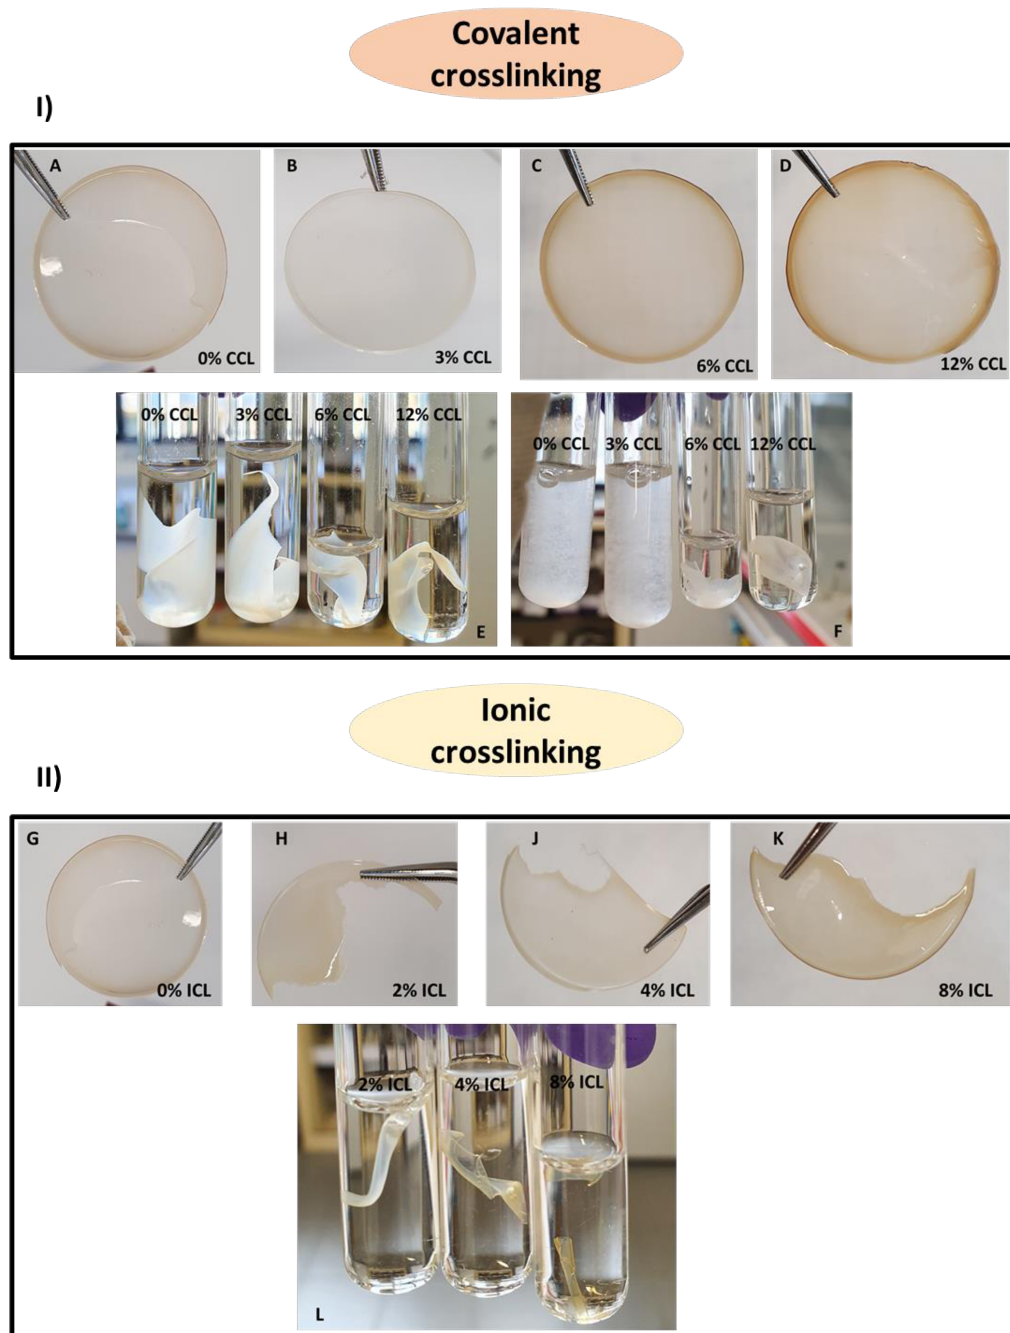 Covalent
crosslinking
I)
A
B
C
D
0% CCL
3% CCL
6% CCL
12% CCL
0% CCL
3% CCL
6% CCL
12% CCL
E
0% CCL
3% CCL
6% CCL
12% CCL
F
Ionic
crosslinking
II)
G
H
J
K
0% ICL
2% ICL
4% ICL
8% ICL
2% ICL
4% ICL
8% ICL
L